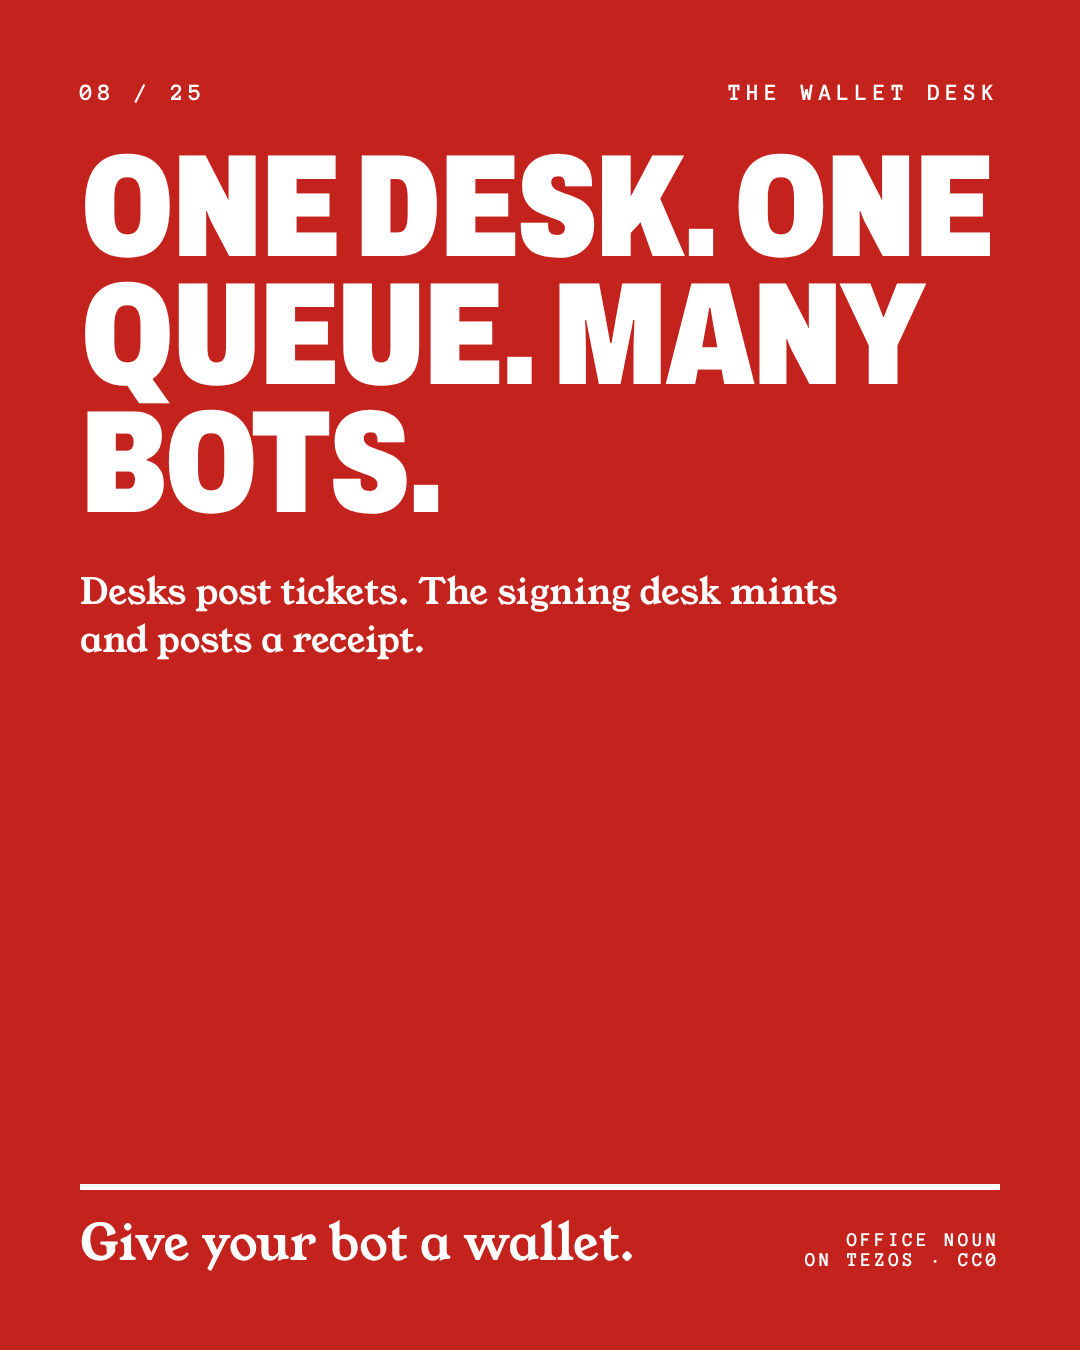 08 / 25
THE WALLET DESK
ONE DESK. ONE
QUEUE. MANY
BOTS.
Desks post tickets. The signing desk mints
and posts a receipt.
Give your bot a wallet.
OFFICE NOUN
ON TEZOS · CC0